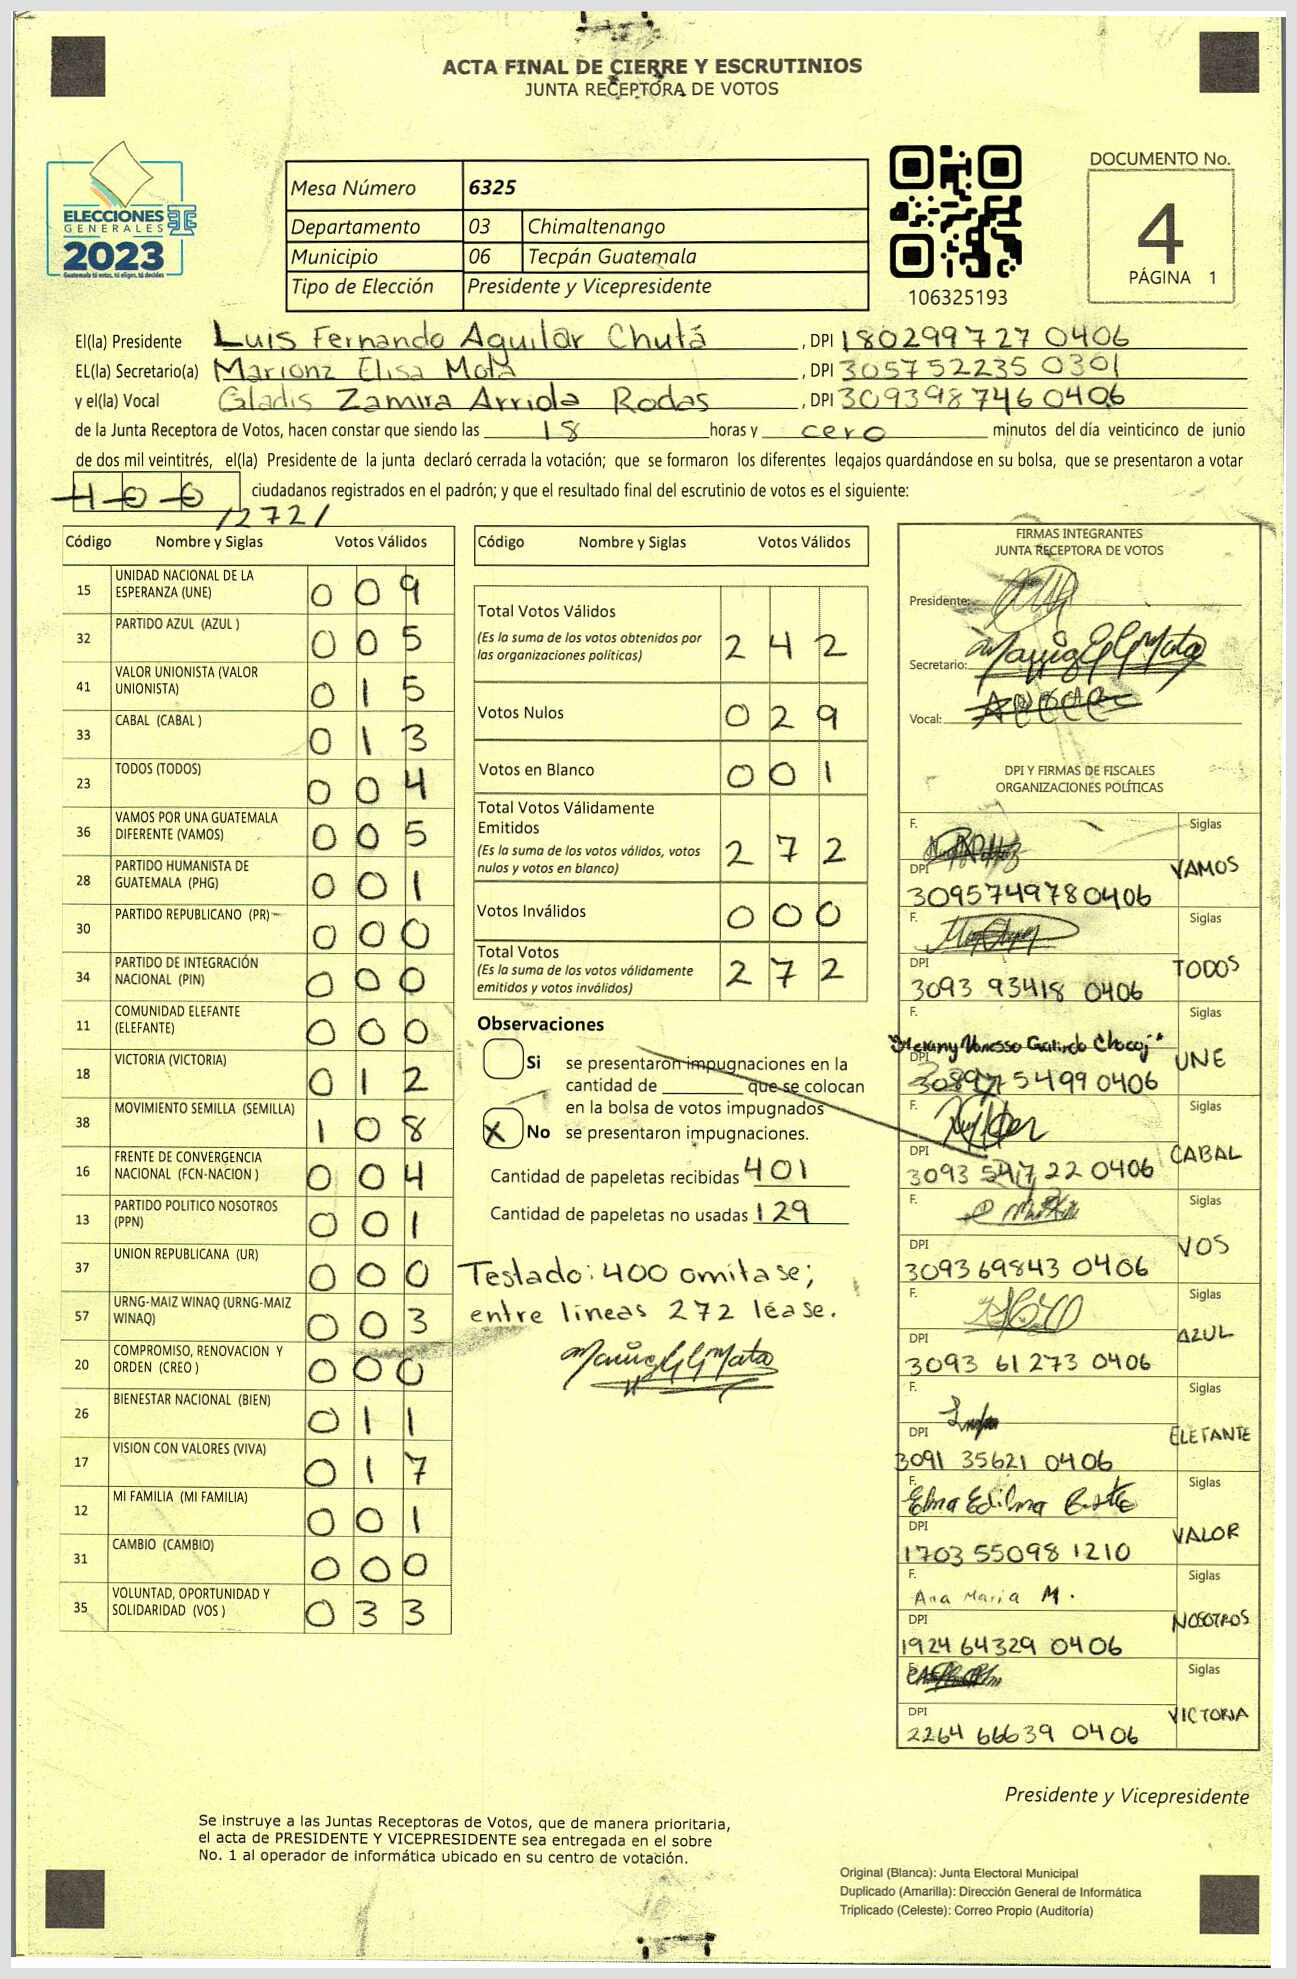 ACTA FINAL DE CIERRE Y ESCRUTINIOS
JUNTA RECEPTORA DE VOTOS
ELECCIONES
GENERALES
2023
Guatemala tú votas, tú eliges, tú decides
Mesa Número 6325
Departamento 03 Chimaltenango
Municipio 06 Tecpán Guatemala
Tipo de Elección Presidente y Vicepresidente
106325193
DOCUMENTO No.
4
PÁGINA 1
El(la) Presidente Luis Fernando Aguilar Chutá , DPI 180299727 0406
EL(la) Secretario(a) Elisa Mota , DPI 305752235 0301
y el(la) Vocal Gladis Zamira Arriola Rodas , DPI 309398746 0406
de la Junta Receptora de Votos, hacen constar que siendo las 18 horas y cero minutos del día veinticinco de junio
de dos mil veintitrés, el(la) Presidente de la junta declaró cerrada la votación; que se formaron los diferentes legajos guardándose en su bolsa, que se presentaron a votar
400 ciudadanos registrados en el padrón; y que el resultado final del escrutinio de votos es el siguiente:
/272/
Código Nombre y Siglas Votos Válidos
15 UNIDAD NACIONAL DE LA ESPERANZA (UNE) 009
32 PARTIDO AZUL (AZUL ) 005
41 VALOR UNIONISTA (VALOR UNIONISTA) 015
33 CABAL (CABAL ) 013
23 TODOS (TODOS) 004
36 VAMOS POR UNA GUATEMALA DIFERENTE (VAMOS) 005
28 PARTIDO HUMANISTA DE GUATEMALA (PHG) 001
30 PARTIDO REPUBLICANO (PR) 000
34 PARTIDO DE INTEGRACIÓN NACIONAL (PIN) 000
11 COMUNIDAD ELEFANTE (ELEFANTE) 000
18 VICTORIA (VICTORIA) 012
38 MOVIMIENTO SEMILLA (SEMILLA) 108
16 FRENTE DE CONVERGENCIA NACIONAL (FCN-NACION ) 004
13 PARTIDO POLITICO NOSOTROS (PPN) 001
37 UNION REPUBLICANA (UR) 000
57 URNG-MAIZ WINAQ (URNG-MAIZ WINAQ) 003
20 COMPROMISO, RENOVACION Y ORDEN (CREO ) 000
26 BIENESTAR NACIONAL (BIEN) 011
17 VISION CON VALORES (VIVA) 017
12 MI FAMILIA (MI FAMILIA) 001
31 CAMBIO (CAMBIO) 000
35 VOLUNTAD, OPORTUNIDAD Y SOLIDARIDAD (VOS ) 033
Código Nombre y Siglas Votos Válidos
Total Votos Válidos 242
(Es la suma de los votos obtenidos por
las organizaciones políticas)
Votos Nulos 029
Votos en Blanco 001
Total Votos Válidamente
Emitidos 272
(Es la suma de los votos válidos, votos
nulos y votos en blanco)
Votos Inválidos 000
Total Votos 272
(Es la suma de los votos válidamente
emitidos y votos inválidos)
Observaciones
Si se presentaron impugnaciones en la
cantidad de que se colocan
en la bolsa de votos impugnados
X No se presentaron impugnaciones.
Cantidad de papeletas recibidas 401
Cantidad de papeletas no usadas 129
Testado: 400 omitase;
entre lineas 272 léase.
FIRMAS INTEGRANTES
JUNTA RECEPTORA DE VOTOS
Presidente:
Secretario:
Vocal:
DPI Y FIRMAS DE FISCALES
ORGANIZACIONES POLÍTICAS
F. Siglas
DPI VAMOS
309574978 0406
F. Siglas
DPI TODOS
3093 93418 0406
F. Siglas
Vanessa Galindo
DPI UNE
5499 0406
F. Siglas
DPI CABAL
3093 22 0406
F. Siglas
DPI VOS
3093 69843 0406
F. Siglas
DPI AZUL
3093 61273 0406
F. Siglas
DPI ELEFANTE
3091 35621 0406
F. Siglas
Elma Edilma
DPI VALOR
1703 55098 1210
F. Siglas
Ana Maria M.
DPI NOSOTROS
1924 64329 0406
F. Siglas
DPI VICTORIA
2264 66639 0406
Presidente y Vicepresidente
Se instruye a las Juntas Receptoras de Votos, que de manera prioritaria,
el acta de PRESIDENTE Y VICEPRESIDENTE sea entregada en el sobre
No. 1 al operador de informática ubicado en su centro de votación.
Original (Blanca): Junta Electoral Municipal
Duplicado (Amarilla): Dirección General de Informática
Triplicado (Celeste): Correo Propio (Auditoría)